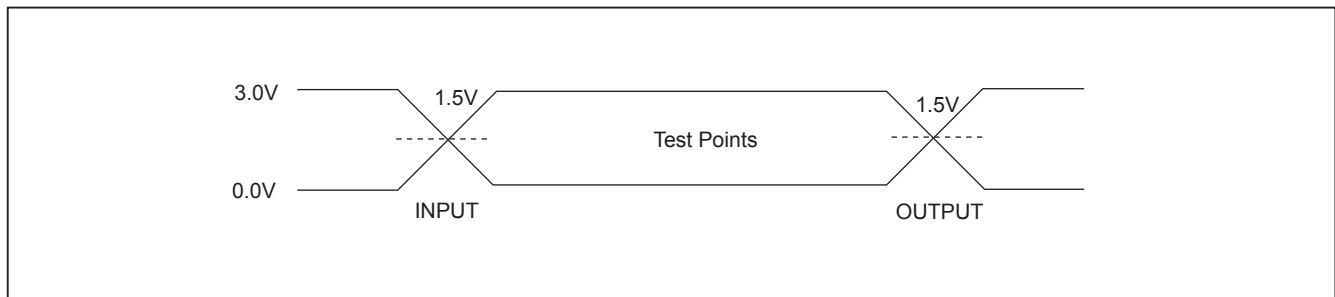 3.0V
1.5V
1.5V
Test Points
0.0V
INPUT
OUTPUT